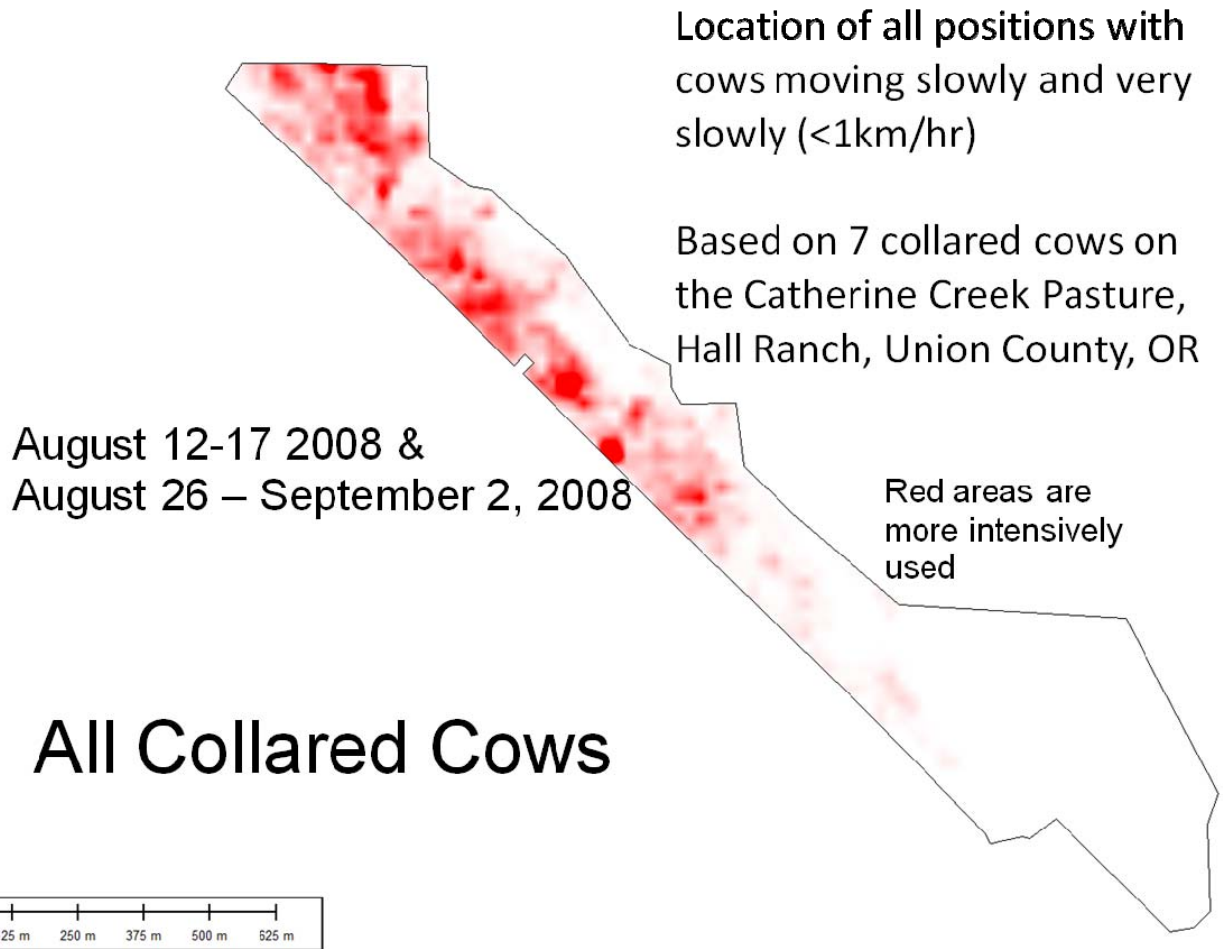 Location of all positions with
cows moving slowly and very
slowly (<1km/hr)
Based on 7 collared cows on
the Catherine Creek Pasture,
Hall Ranch, Union County, OR
August 12-17 2008 &
August 26 – September 2, 2008
Red areas are
more intensively
used
All Collared Cows
25 m 250 m 375 m 500 m 625 m